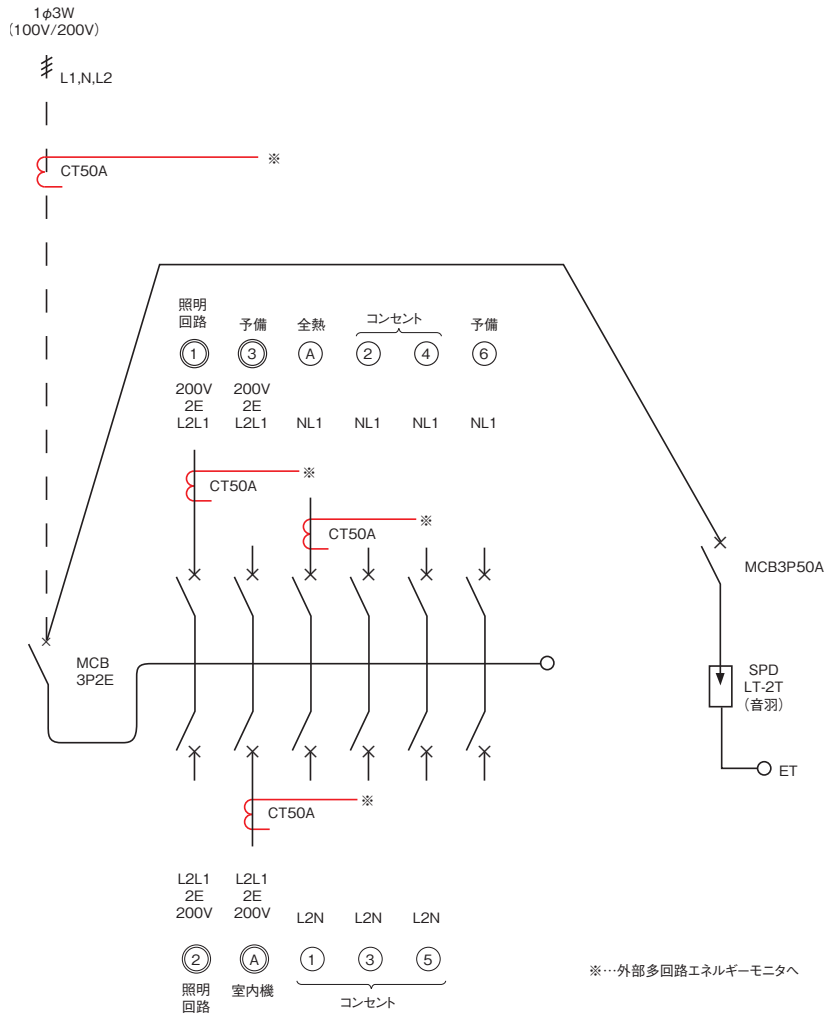 1φ3W
(100V/200V)
L1,N,L2
※
CT50A
照明
回路
予備
全熱
コンセント
予備
1
3
A
2
4
6
200V
2E
L2L1
200V
2E
L2L1
NL1
NL1
NL1
NL1
※
CT50A
※
CT50A
MCB3P50A
MCB
3P2E
SPD
LT-2T
(音羽)
ET
※
CT50A
L2L1
2E
200V
L2L1
2E
200V
L2N
L2N
L2N
2
A
1
3
5
照明
回路
室内機
コンセント
※…外部多回路エネルギーモニタへ